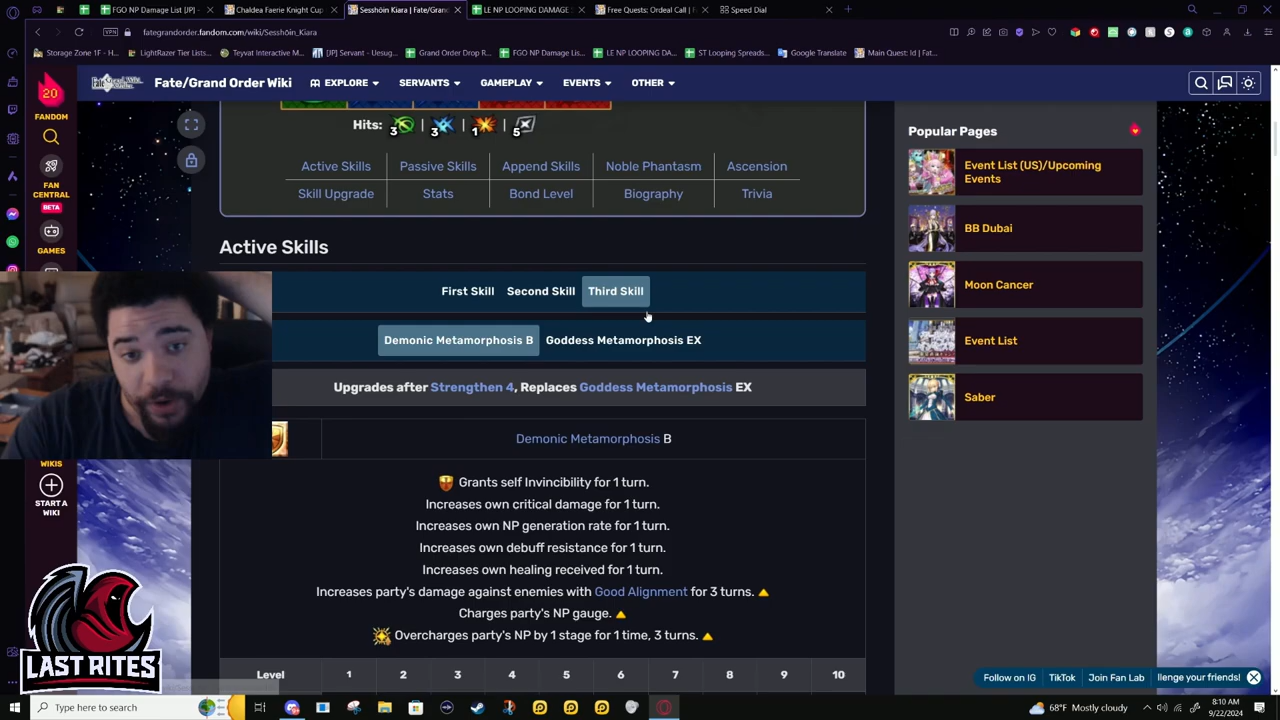 FGO NP Damage List [JP] -
Chaldea Faerie Knight Cup
Sesshōin Kiara | Fate/Grand
LE NP LOOPING DAMAGE
Free Quests: Ordeal Call | F
Speed Dial
VPN
fategrandorder.fandom.com/wiki/Sesshōin_Kiara
Storage Zone 1F - H...
LightRazer Tier Lists...
Teyvat Interactive M...
[JP] Servant - Uesug...
Grand Order Drop R...
FGO NP Damage Lis...
LE NP LOOPING DA...
ST Looping Spreads...
Google Translate
Main Quest: Id | Fat...
20
FANDOM
FAN CENTRAL
BETA
GAMES
WIKIS
START A WIKI
Fate/Grand Order Wiki
EXPLORE
SERVANTS
GAMEPLAY
EVENTS
OTHER
Hits: 3 | 3 | 1 | 5
Active Skills
Passive Skills
Append Skills
Noble Phantasm
Ascension
Skill Upgrade
Stats
Bond Level
Biography
Trivia
Active Skills
First Skill
Second Skill
Third Skill
Demonic Metamorphosis B
Goddess Metamorphosis EX
Upgrades after Strengthen 4, Replaces Goddess Metamorphosis EX
Demonic Metamorphosis B
Grants self Invincibility for 1 turn.
Increases own critical damage for 1 turn.
Increases own NP generation rate for 1 turn.
Increases own debuff resistance for 1 turn.
Increases own healing received for 1 turn.
Increases party's damage against enemies with Good Alignment for 3 turns.
Charges party's NP gauge.
Overcharges party's NP by 1 stage for 1 time, 3 turns.
Level 1 2 3 4 5 6 7 8 9 10
Popular Pages
Event List (US)/Upcoming
Events
BB Dubai
Moon Cancer
Event List
Saber
Follow on IG
TikTok
Join Fan Lab
llenge your friends!
LAST RITES
Type here to search
68°F Mostly cloudy
8:10 AM
9/22/2024